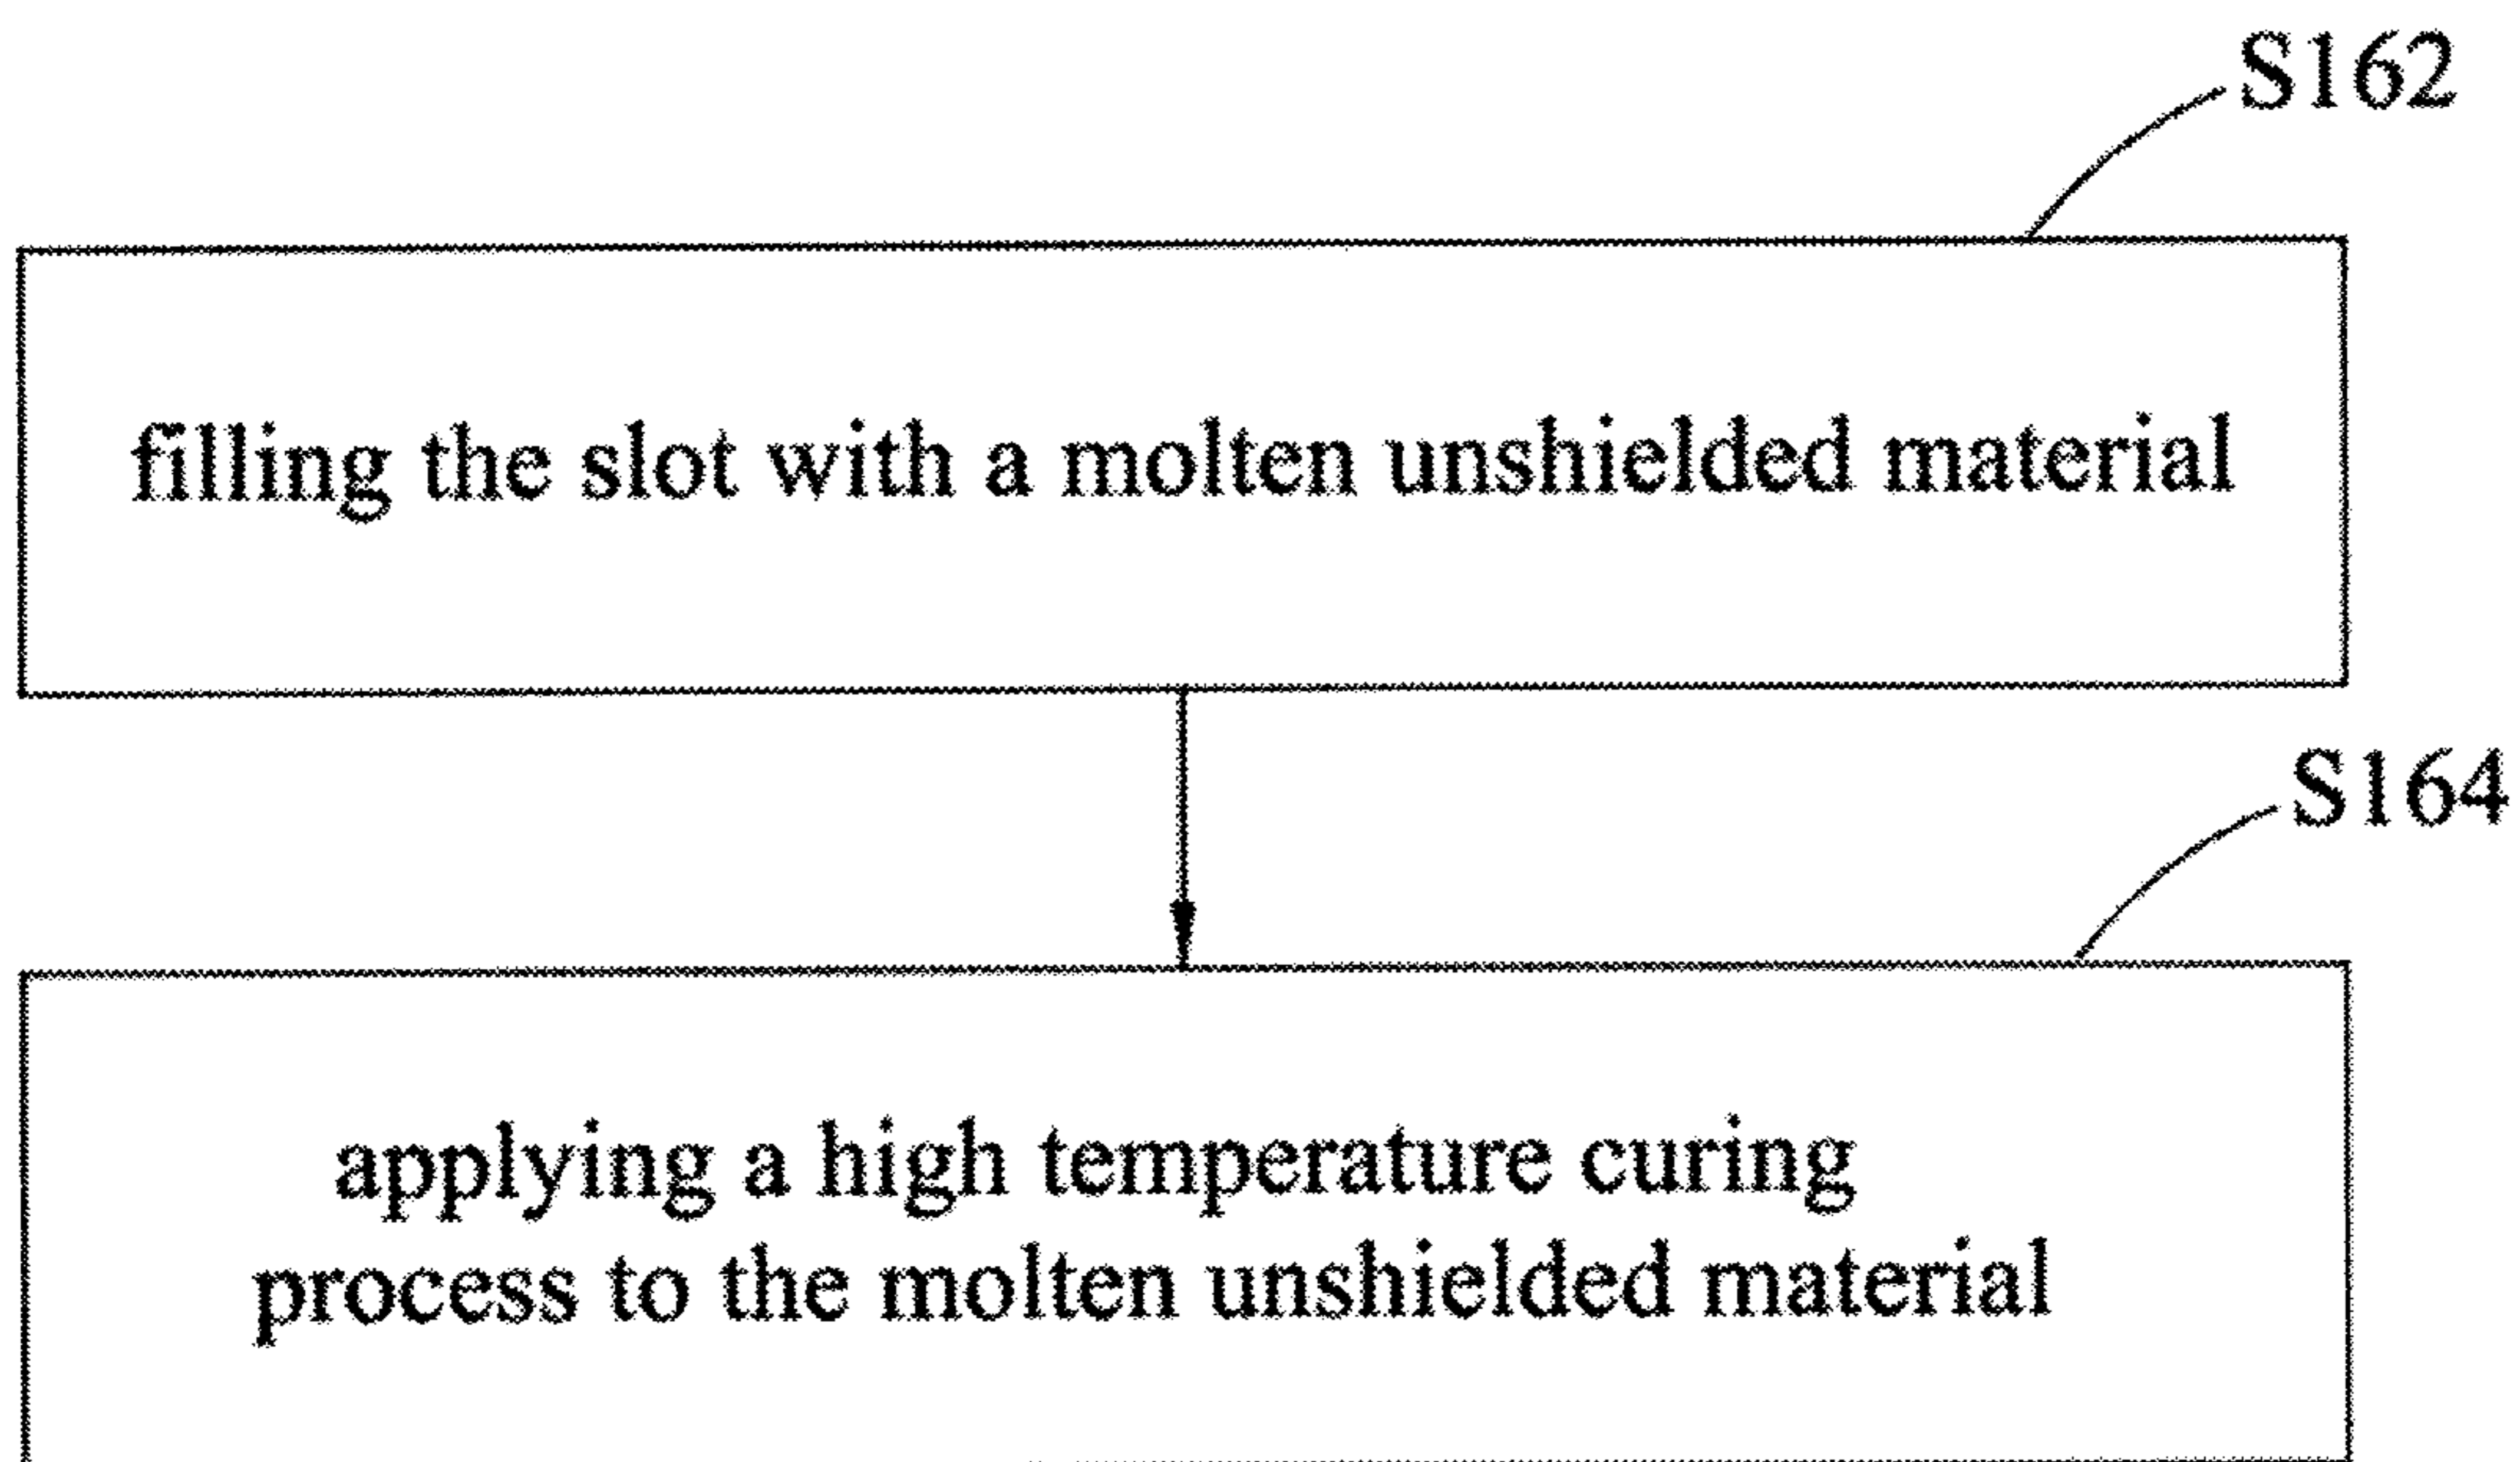 S162
filling the slot with a molten unshielded material
S164
applying a high temperature curing
process to the molten unshielded material